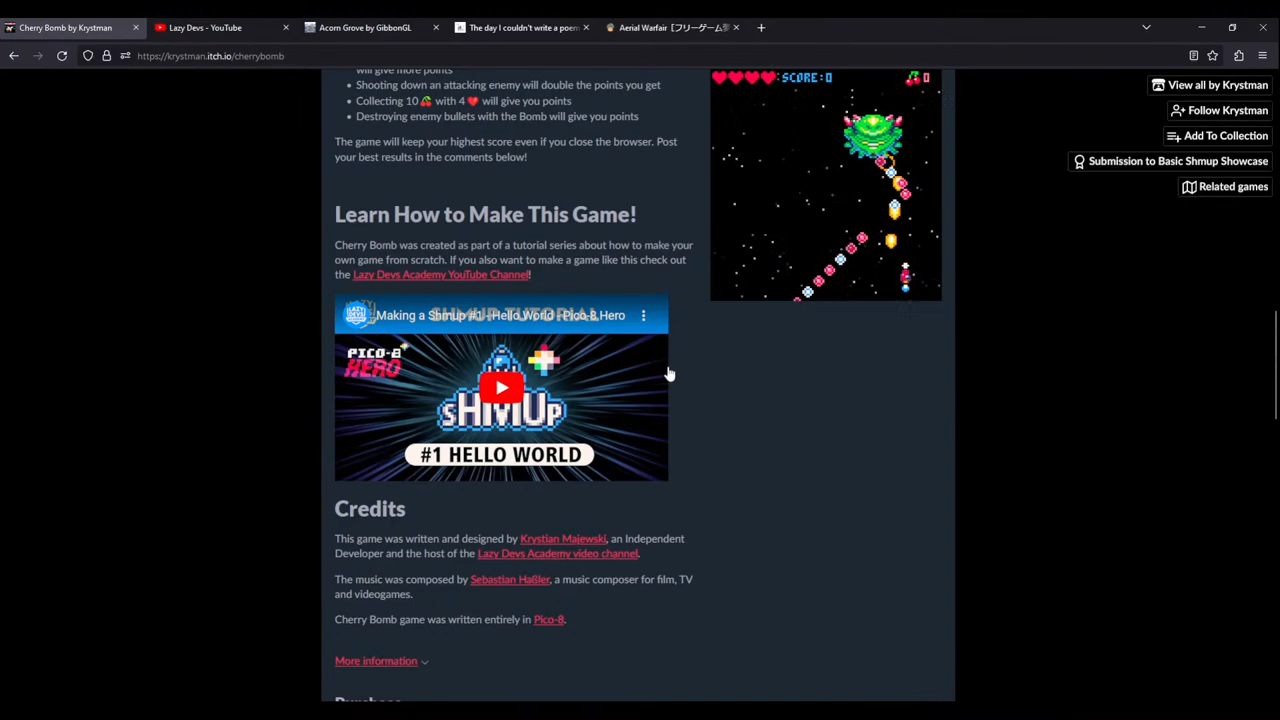 Cherry Bomb by Krystman
Lazy Devs - YouTube
Acorn Grove by GibbonGL
The day I couldn't write a poem
Aerial Warfair [フリーゲーム
https://krystman.itch.io/cherrybomb
will give more points
Shooting down an attacking enemy will double the points you get
Collecting 10 🍒 with 4 ❤️ will give you points
Destroying enemy bullets with the Bomb will give you points
The game will keep your highest score even if you close the browser. Post
your best results in the comments below!
Learn How to Make This Game!
Cherry Bomb was created as part of a tutorial series about how to make your
own game from scratch. If you also want to make a game like this check out
the Lazy Devs Academy YouTube Channel!
Making a Shmup #1 - Hello World - Pico-8 Hero
SHMUP TUTORIAL
PICO-8
HERO
SHMUP
#1 HELLO WORLD
Credits
This game was written and designed by Krystian Majewski, an Independent
Developer and the host of the Lazy Devs Academy video channel.
The music was composed by Sebastian Haßler, a music composer for film, TV
and videogames.
Cherry Bomb game was written entirely in Pico-8.
More information
SCORE:0
0
View all by Krystman
Follow Krystman
Add To Collection
Submission to Basic Shmup Showcase
Related games